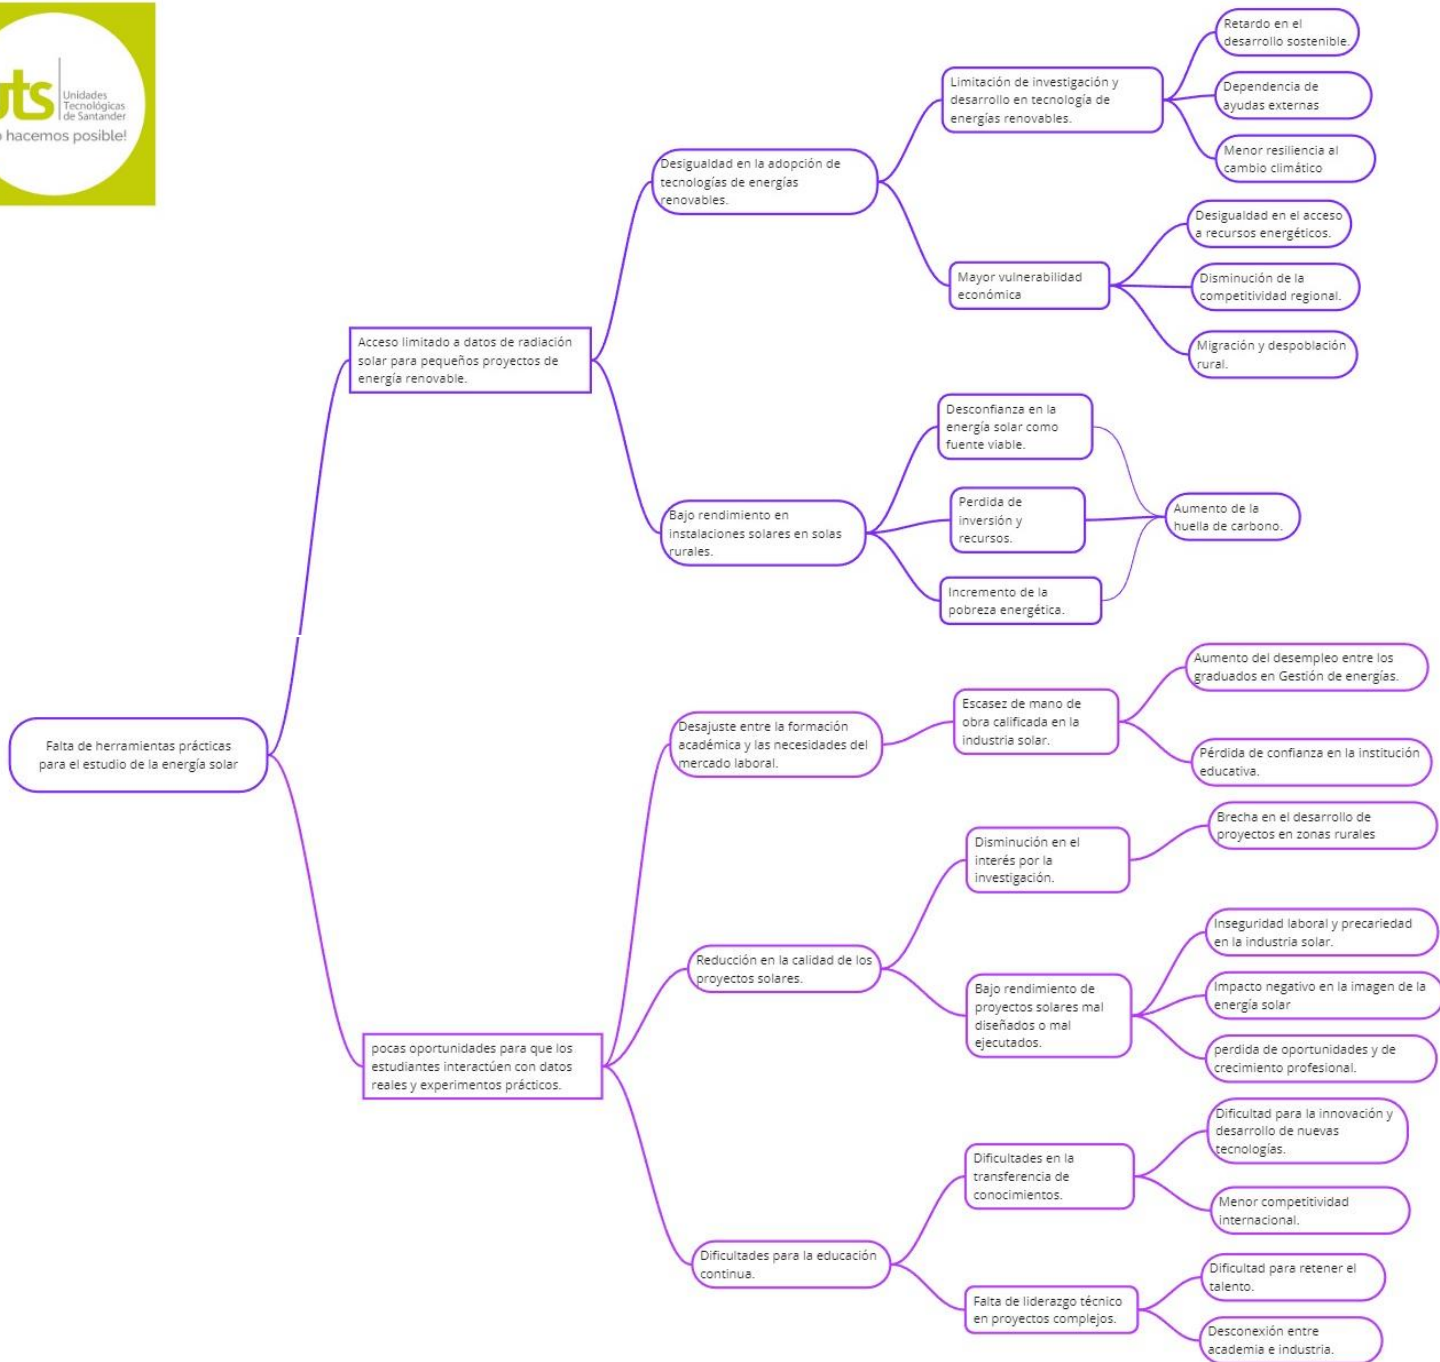 uts
Unidades
Tecnológicas
de Santander
o hacemos posible!
Falta de herramientas prácticas
para el estudio de la energía solar
Acceso limitado a datos de radiación
solar para pequeños proyectos de
energía renovable.
Desigualdad en la adopción de
tecnologías de energías
renovables.
Limitación de investigación y
desarrollo en tecnología de
energías renovables.
Retardo en el
desarrollo sostenible.
Dependencia de
ayudas externas
Menor resiliencia al
cambio climático
Mayor vulnerabilidad
económica
Desigualdad en el acceso
a recursos energéticos.
Disminución de la
competitividad regional.
Migración y despoblación
rural.
Bajo rendimiento en
instalaciones solares en solas
rurales.
Desconfianza en la
energía solar como
fuente viable.
Perdida de
inversión y
recursos.
Incremento de la
pobreza energética.
Aumento de la
huella de carbono.
pocas oportunidades para que los
estudiantes interactúen con datos
reales y experimentos prácticos.
Desajuste entre la formación
académica y las necesidades del
mercado laboral.
Escasez de mano de
obra calificada en la
industria solar.
Aumento del desempleo entre los
graduados en Gestión de energías.
Pérdida de confianza en la institución
educativa.
Reducción en la calidad de los
proyectos solares.
Disminución en el
interés por la
investigación.
Brecha en el desarrollo de
proyectos en zonas rurales
Bajo rendimiento de
proyectos solares mal
diseñados o mal
ejecutados.
Inseguridad laboral y precariedad
en la industria solar.
Impacto negativo en la imagen de la
energía solar
perdida de oportunidades y de
crecimiento profesional.
Dificultades para la educación
continua.
Dificultades en la
transferencia de
conocimientos.
Dificultad para la innovación y
desarrollo de nuevas
tecnologías.
Menor competitividad
internacional.
Falta de liderazgo técnico
en proyectos complejos.
Dificultad para retener el
talento.
Desconexión entre
academia e industria.